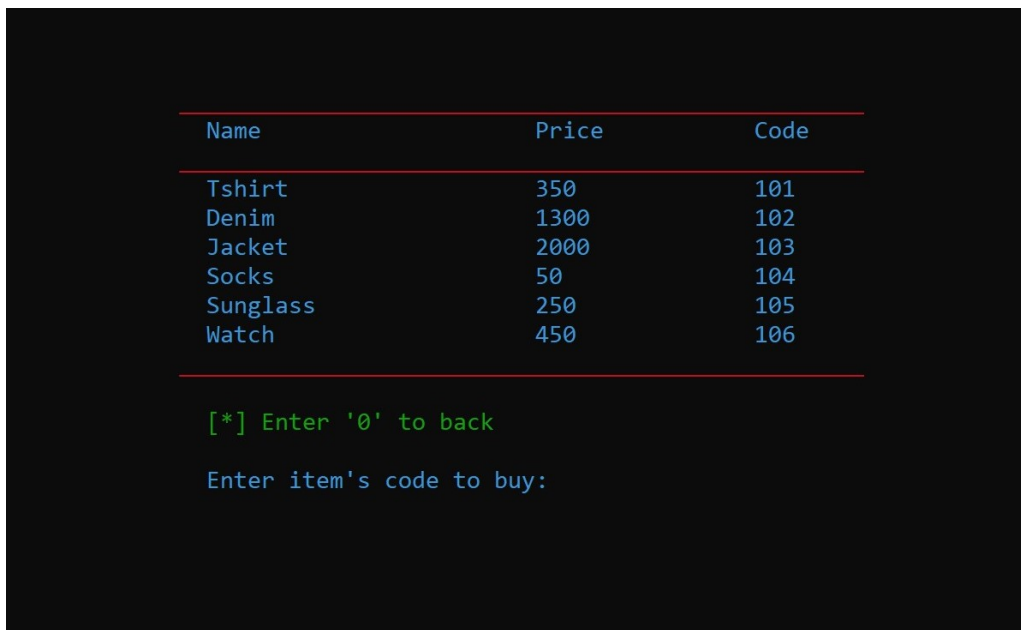 Name Price Code
Tshirt 350 101
Denim 1300 102
Jacket 2000 103
Socks 50 104
Sunglass 250 105
Watch 450 106
[*] Enter '0' to back
Enter item's code to buy: